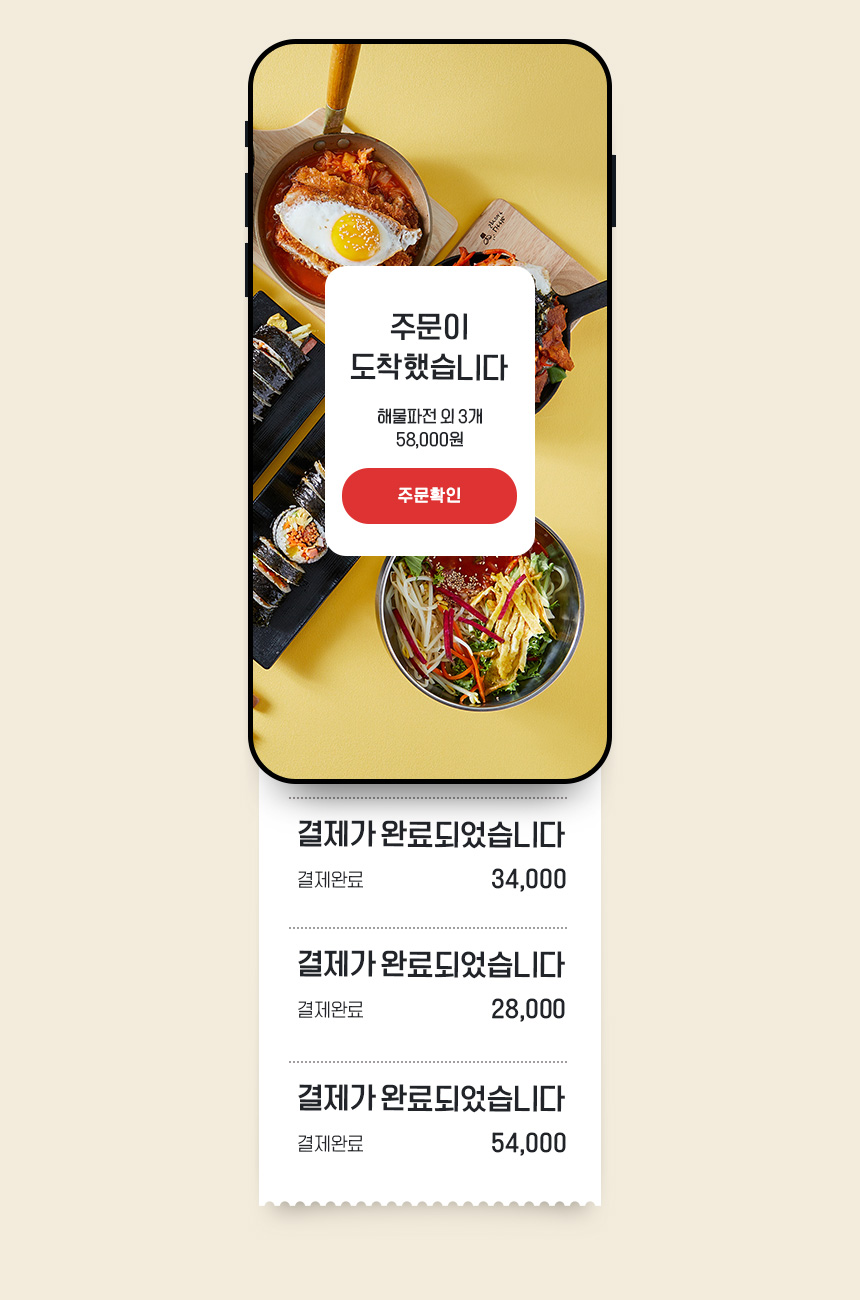 주문이
도착했습니다
해물파전 외 3개
58,000원
주문확인
결제가 완료되었습니다
결제완료 34,000
결제가 완료되었습니다
결제완료 28,000
결제가 완료되었습니다
결제완료 54,000